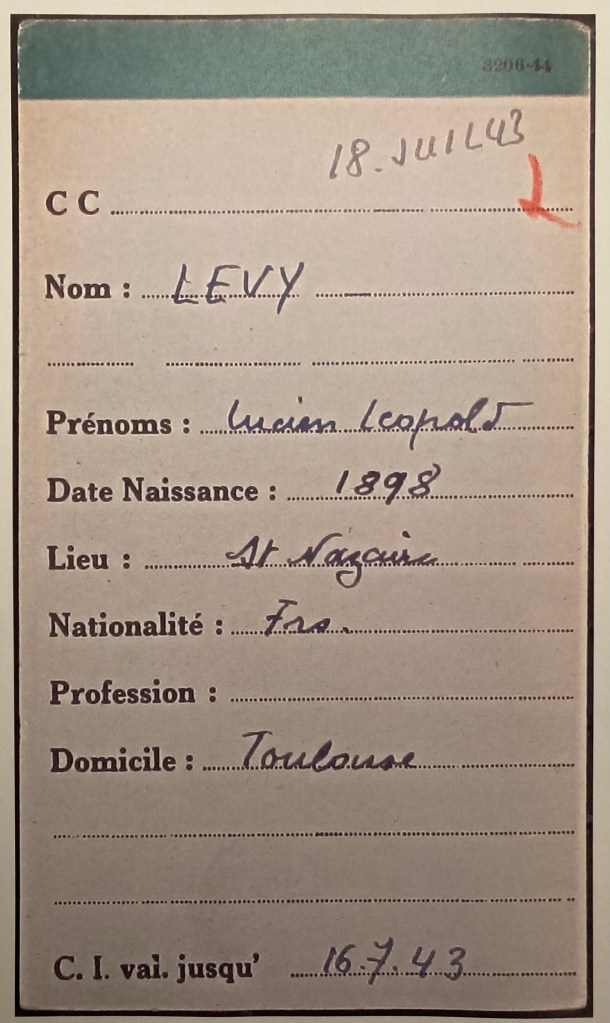 3206-44
18. JUIL 43
C C
L
Nom : LEVY
Prénoms : Lucien Leopold
Date Naissance : 1898
Lieu : St Nazaire
Nationalité : Frs.
Profession :
Domicile : Toulouse
C. I. val. jusqu' 16.7.43